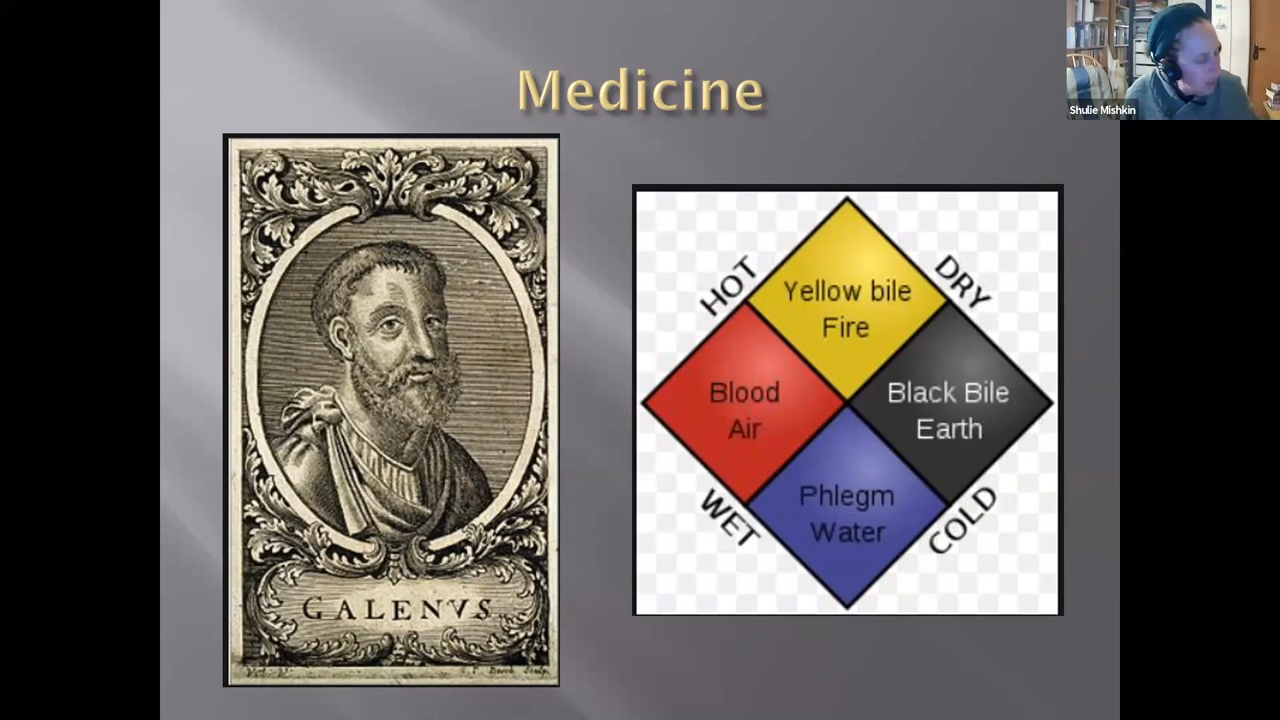 Medicine
Shulie Mishkin
GALENVS
HOT
DRY
Yellow bile
Fire
Blood
Air
Black Bile
Earth
Phlegm
Water
WET
COLD